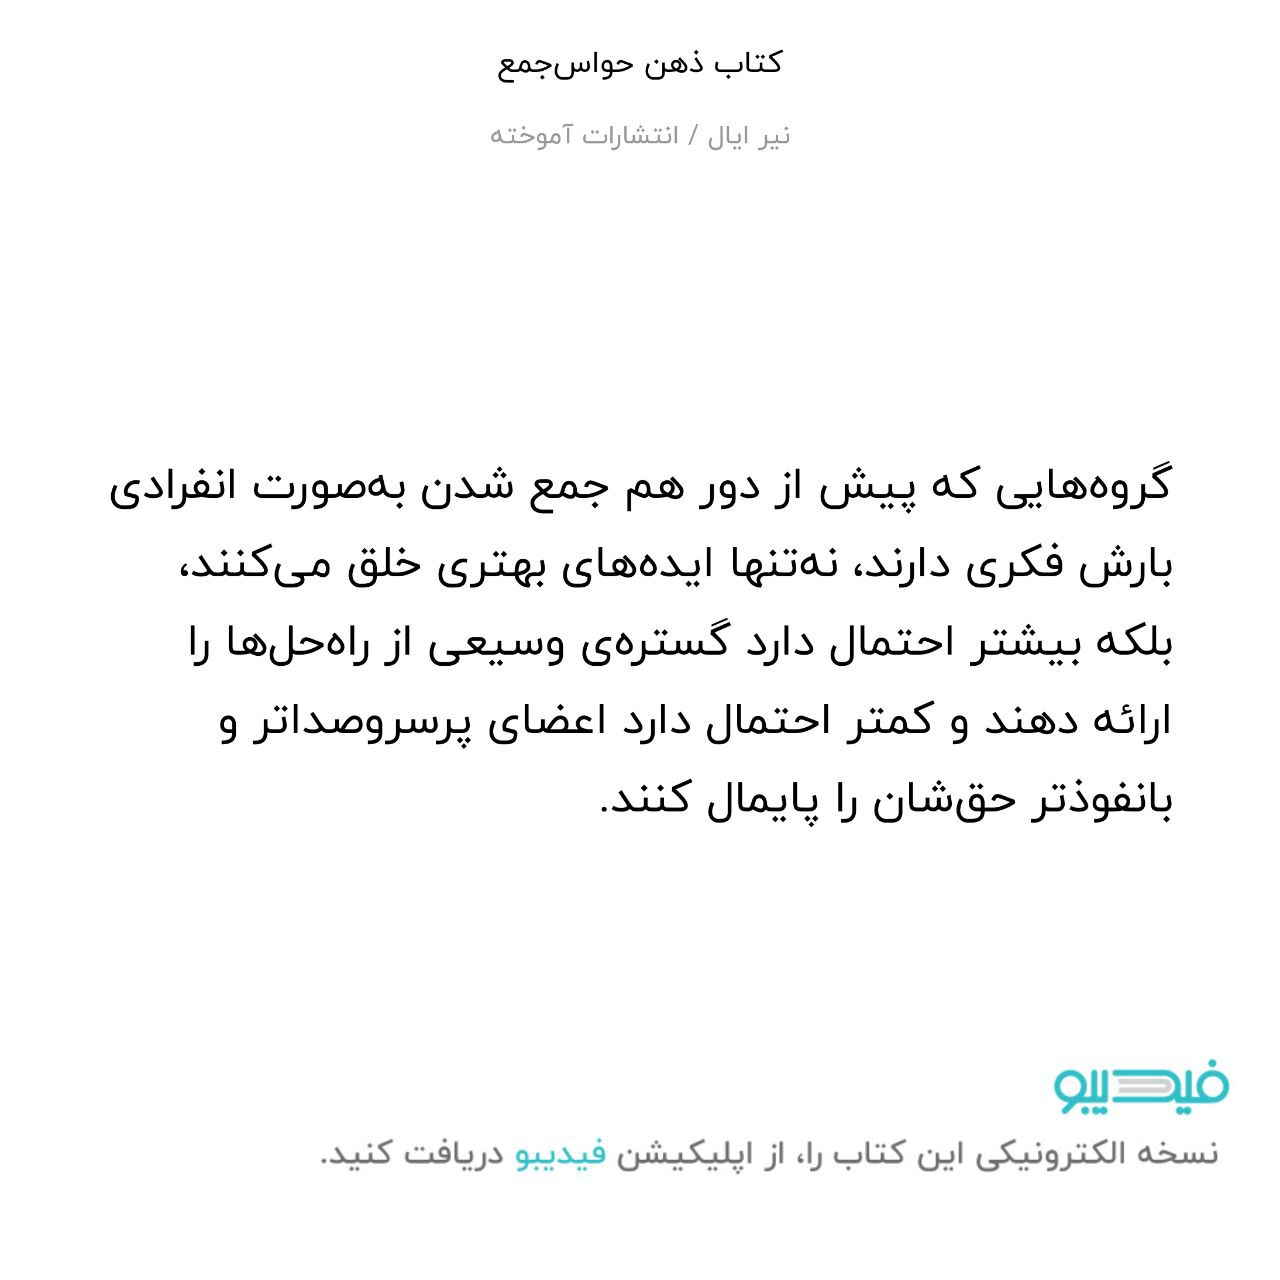 کتاب ذهن حواس‌جمع
نیر ایال / انتشارات آموخته
گروه‌هایی که پیش از دور هم جمع شدن به‌صورت انفرادی
بارش فکری دارند، نه‌تنها ایده‌های بهتری خلق می‌کنند،
بلکه بیشتر احتمال دارد گستره‌ی وسیعی از راه‌حل‌ها را
ارائه دهند و کمتر احتمال دارد اعضای پرسروصداتر و
بانفوذتر حق‌شان را پایمال کنند.
فیدیبو
نسخه الکترونیکی این کتاب را، از اپلیکیشن فیدیبو دریافت کنید.